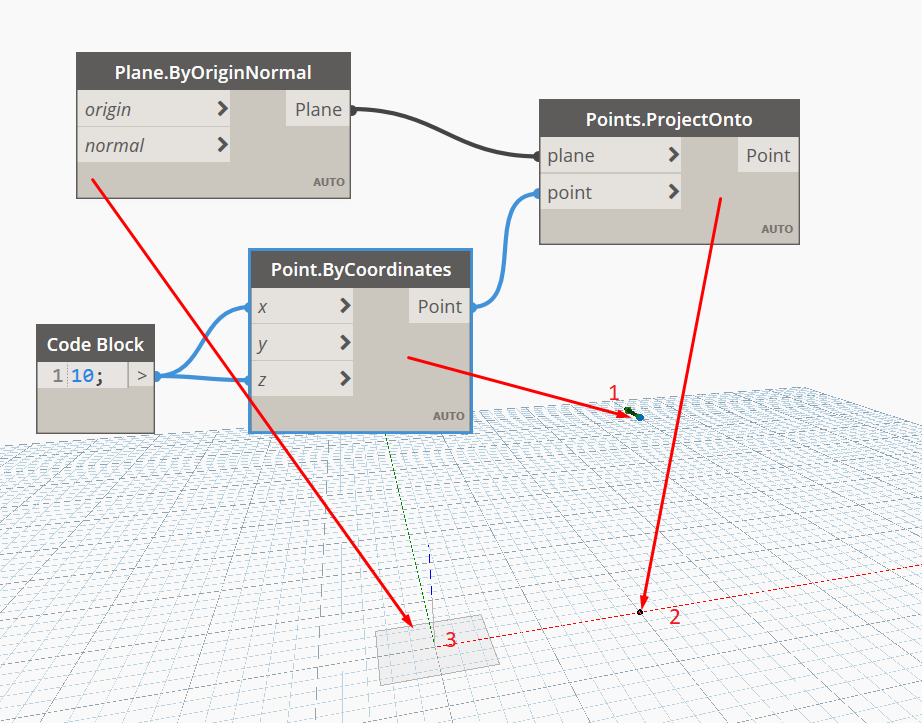 Plane.ByOriginNormal
origin > Plane
normal >
AUTO
Points.ProjectOnto
plane > Point
point >
AUTO
Point.ByCoordinates
x > Point
y >
z >
AUTO
Code Block
1 10; >
1
2
3